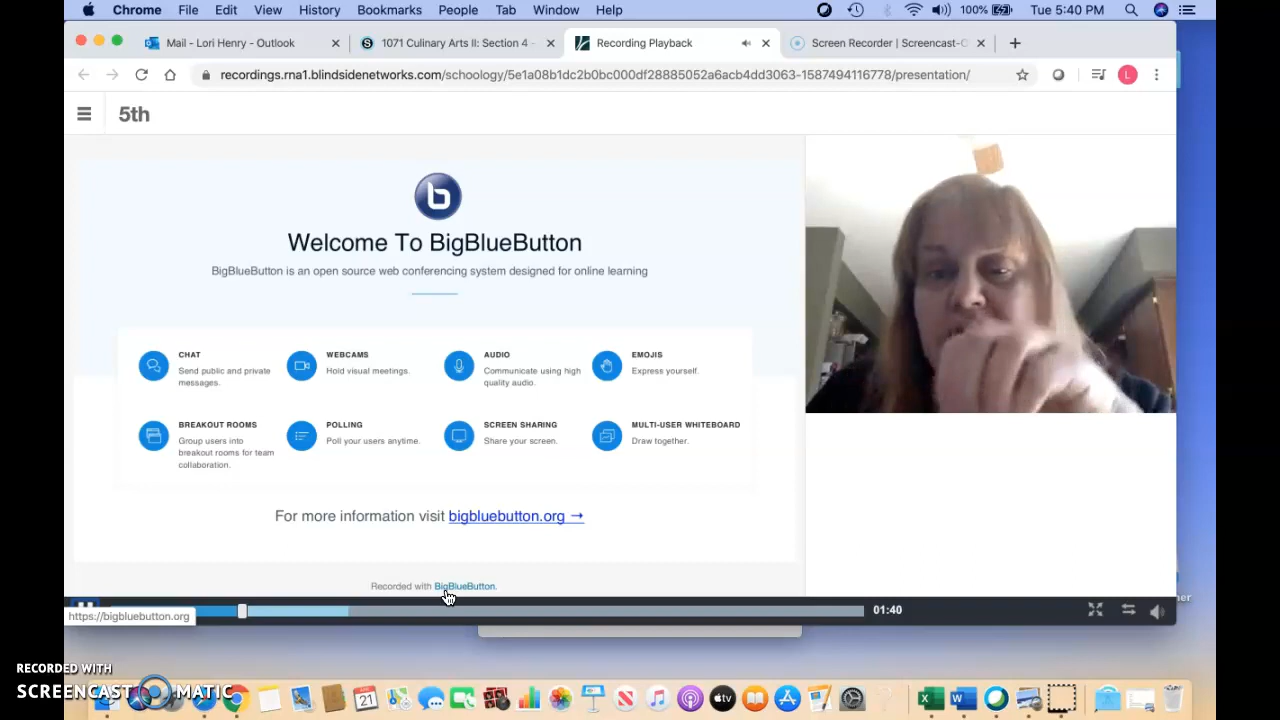 Chrome File Edit View History Bookmarks People Tab Window Help 100% Tue 5:40 PM
Mail - Lori Henry - Outlook 1071 Culinary Arts II: Section 4 - Recording Playback Screen Recorder | Screencast-O
recordings.rna1.blindsidenetworks.com/schoology/5e1a08b1dc2b0bc000df28885052a6acb4dd3063-1587494116778/presentation/ L
5th
b
Welcome To BigBlueButton
BigBlueButton is an open source web conferencing system designed for online learning
CHAT WEBCAMS AUDIO EMOJIS
Send public and private Hold visual meetings. Communicate using high Express yourself.
messages. quality audio.
BREAKOUT ROOMS POLLING SCREEN SHARING MULTI-USER WHITEBOARD
Group users into Poll your users anytime. Share your screen. Draw together.
breakout rooms for team
collaboration.
For more information visit bigbluebutton.org →
Recorded with BigBlueButton.
01:40
https://bigbluebutton.org
RECORDED WITH
SCREENCAST MATIC
21
tv